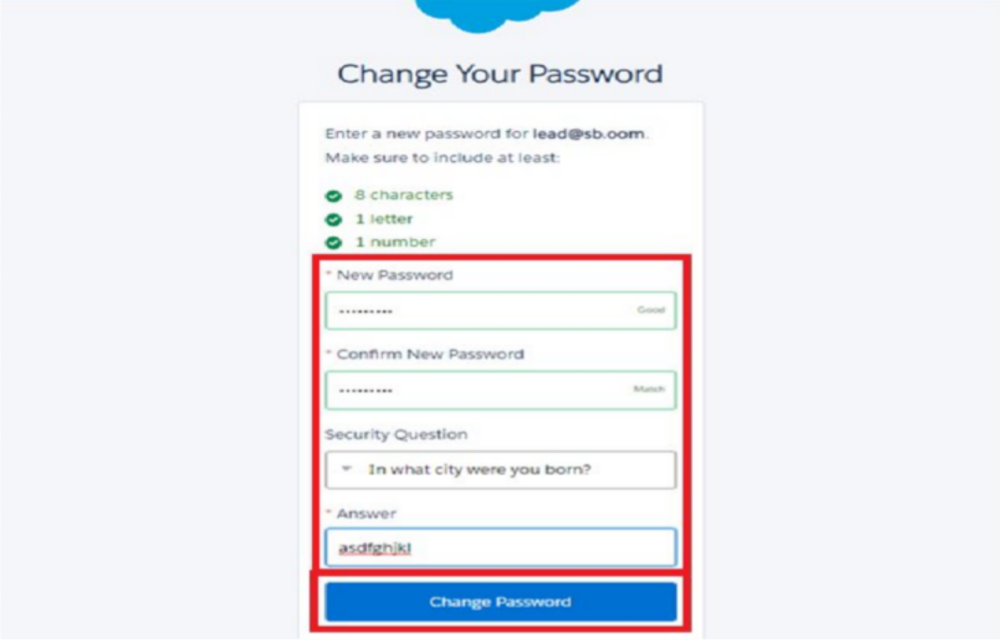 Change Your Password
Enter a new password for lead@sb.oom.
Make sure to include at least:
8 characters
1 letter
1 number
* New Password
••••••••• Good
* Confirm New Password
••••••••• Match
Security Question
In what city were you born?
* Answer
asdfghjkl
Change Password